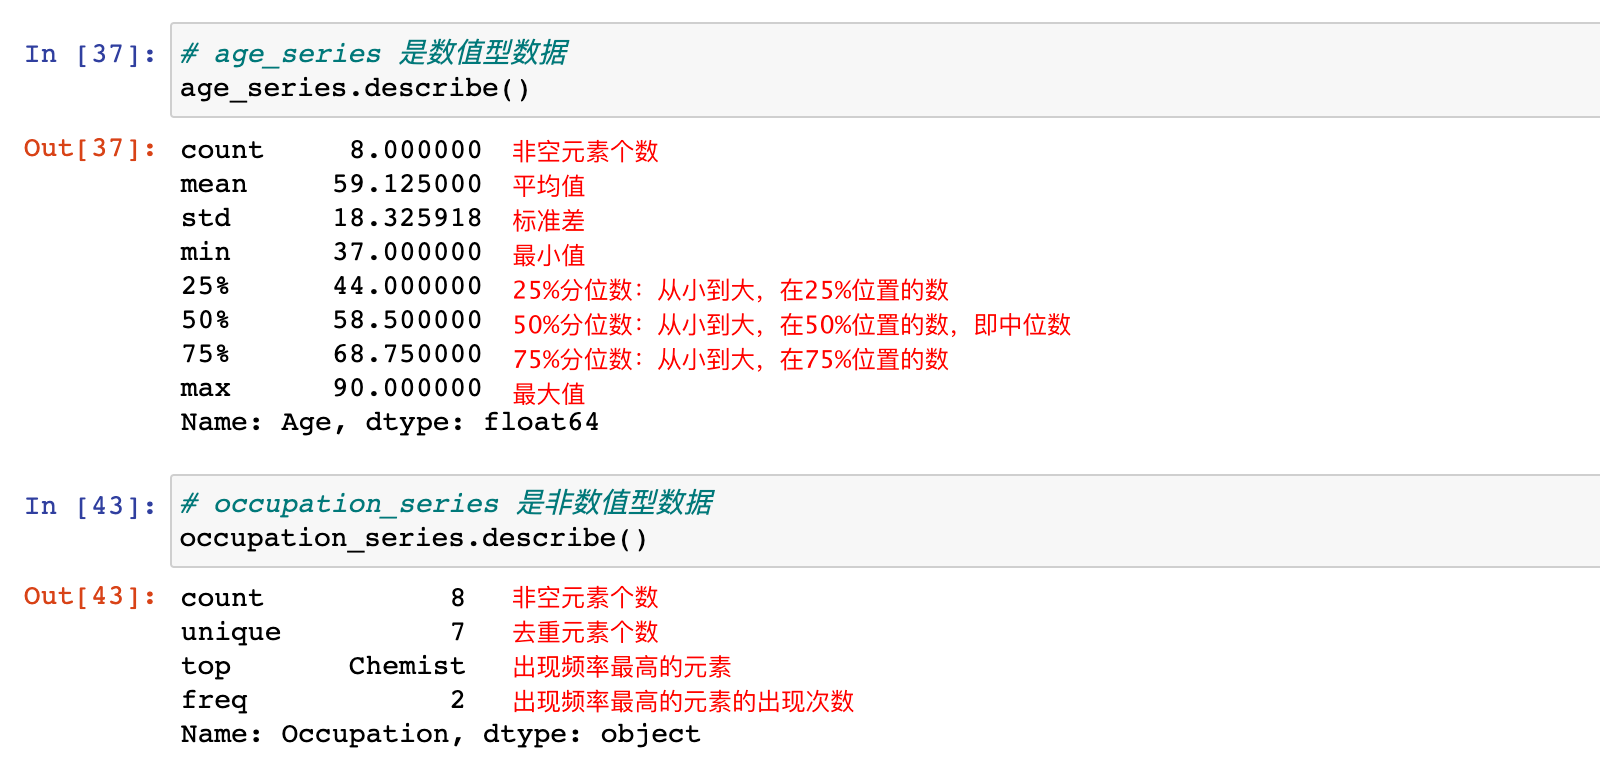 In [37]: # age_series 是数值型数据
age_series.describe()
Out[37]: count 8.000000 非空元素个数
mean 59.125000 平均值
std 18.325918 标准差
min 37.000000 最小值
25% 44.000000 25%分位数：从小到大，在25%位置的数
50% 58.500000 50%分位数：从小到大，在50%位置的数，即中位数
75% 68.750000 75%分位数：从小到大，在75%位置的数
max 90.000000 最大值
Name: Age, dtype: float64
In [43]: # occupation_series 是非数值型数据
occupation_series.describe()
Out[43]: count 8 非空元素个数
unique 7 去重元素个数
top Chemist 出现频率最高的元素
freq 2 出现频率最高的元素的出现次数
Name: Occupation, dtype: object